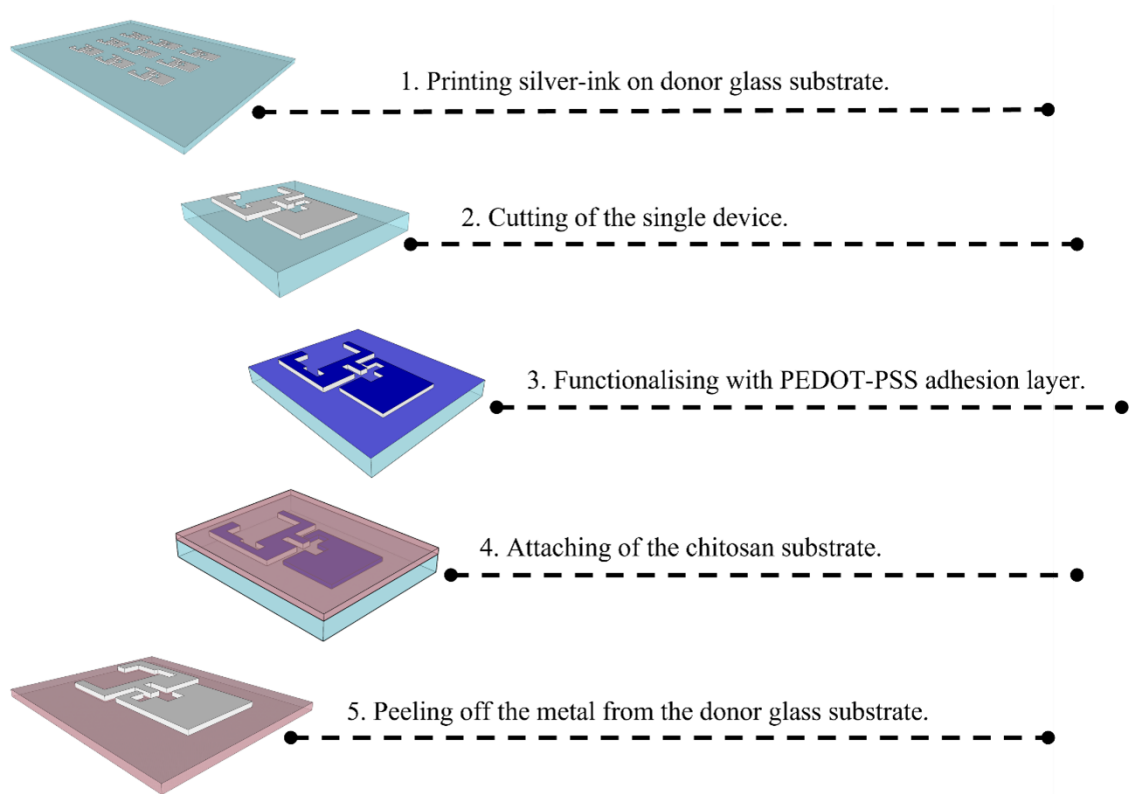 1. Printing silver-ink on donor glass substrate.
2. Cutting of the single device.
3. Functionalising with PEDOT-PSS adhesion layer.
4. Attaching of the chitosan substrate.
5. Peeling off the metal from the donor glass substrate.